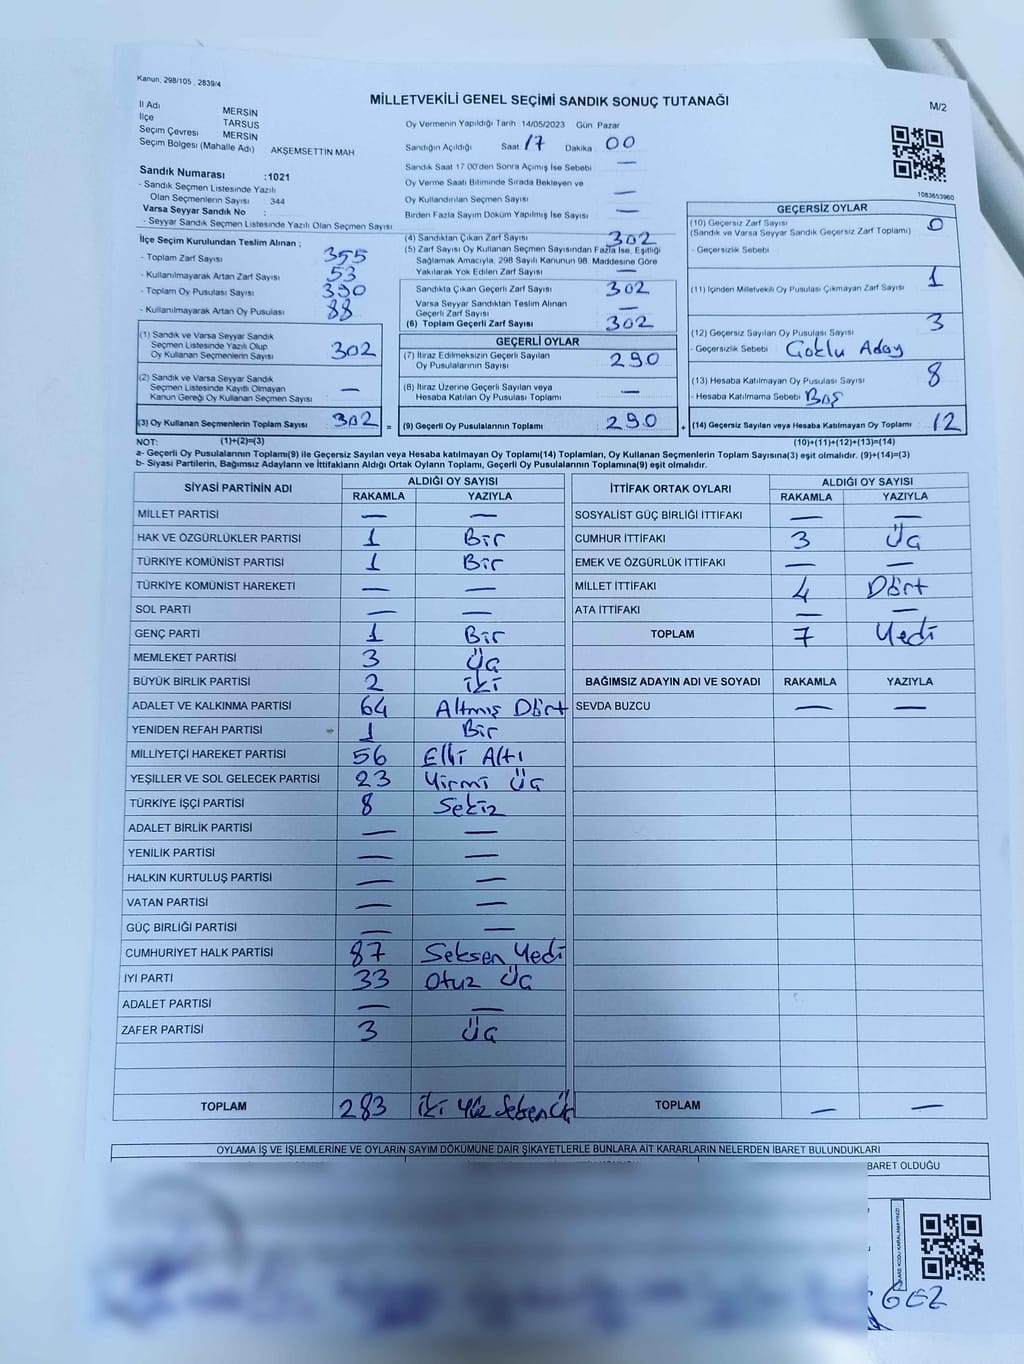 Kanun, 298/105 , 2839/4
MİLLETVEKİLİ GENEL SEÇİMİ SANDIK SONUÇ TUTANAĞI
M/2
İl Adı : MERSİN
İlçe TARSUS
Seçim Çevresi : MERSİN
Seçim Bölgesi (Mahalle Adı) : AKŞEMSETTİN MAH
Sandık Numarası :1021
- Sandık Seçmen Listesinde Yazılı
Olan Seçmenlerin Sayısı 344
Varsa Seyyar Sandık No :
- Seyyar Sandık Seçmen Listesinde Yazılı Olan Seçmen Sayısı
Oy Vermenin Yapıldığı Tarih 14/05/2023 Gün Pazar
Sandığın Açıldığı Saat 17 Dakika 00
Sandık Saat 17:00'den Sonra Açımış İse Sebebi —
Oy Verme Saati Bitiminde Sırada Bekleyen ve
Oy Kullandırılan Seçmen Sayısı —
Birden Fazla Sayım Döküm Yapılmış İse Sayısı —
1083653960
İlçe Seçim Kurulundan Teslim Alınan ;
- Toplam Zarf Sayısı 355
- Kullanılmayarak Artan Zarf Sayısı 53
- Toplam Oy Pusulası Sayısı 390
- Kullanılmayarak Artan Oy Pusulası 88
(1) Sandık ve Varsa Seyyar Sandık
Seçmen Listesinde Yazılı Olup
Oy Kullanan Seçmenlerin Sayısı 302
(2) Sandık ve Varsa Seyyar Sandık
Seçmen Listesinde Kayıtlı Olmayan
Kanun Gereği Oy Kullanan Seçmen Sayısı —
(3) Oy Kullanan Seçmenlerin Toplam Sayısı 302 =
(4) Sandıktan Çıkan Zarf Sayısı 302
(5) Zarf Sayısı Oy Kullanan Seçmen Sayısından Fazla İse, Eşitliği
Sağlamak Amacıyla, 298 Sayılı Kanunun 98. Maddesine Göre
Yakılarak Yok Edilen Zarf Sayısı —
Sandıkta Çıkan Geçerli Zarf Sayısı 302
Varsa Seyyar Sandıktan Teslim Alınan
Geçerli Zarf Sayısı —
(6) Toplam Geçerli Zarf Sayısı 302
GEÇERLİ OYLAR
(7) İtiraz Edilmeksizin Geçerli Sayılan
Oy Pusulalarının Sayısı 290
(8) İtiraz Üzerine Geçerli Sayılan veya
Hesaba Katılan Oy Pusulası Toplamı —
(9) Geçerli Oy Pusulalarının Toplamı 290 +
GEÇERSİZ OYLAR
(10) Geçersiz Zarf Sayısı 0
(Sandık ve Varsa Seyyar Sandık Geçersiz Zarf Toplamı)
- Geçersizlik Sebebi
(11) İçinden Milletvekili Oy Pusulası Çıkmayan Zarf Sayısı 1
(12) Geçersiz Sayılan Oy Pusulası Sayısı 3
- Geçersizlik Sebebi Çoklu Aday
(13) Hesaba Katılmayan Oy Pusulası Sayısı 8
- Hesaba Katılmama Sebebi Boş
(14) Geçersiz Sayılan veya Hesaba Katılmayan Oy Toplamı 12
NOT: (1)+(2)=(3) (10)+(11)+(12)+(13)=(14)
a- Geçerli Oy Pusulalarının Toplamı(9) ile Geçersiz Sayılan veya Hesaba katılmayan Oy Toplamı(14) Toplamları, Oy Kullanan Seçmenlerin Toplam Sayısına(3) eşit olmalıdır. (9)+(14)=(3)
b- Siyasi Partilerin, Bağımsız Adayların ve İttifakların Aldığı Ortak Oyların Toplamı, Geçerli Oy Pusulalarının Toplamına(9) eşit olmalıdır.
SİYASİ PARTİNİN ADI ALDIĞI OY SAYISI
RAKAMLA YAZIYLA
MİLLET PARTİSİ — —
HAK VE ÖZGÜRLÜKLER PARTİSİ 1 Bir
TÜRKİYE KOMÜNİST PARTİSİ 1 Bir
TÜRKİYE KOMÜNİST HAREKETİ — —
SOL PARTİ — —
GENÇ PARTİ 1 Bir
MEMLEKET PARTİSİ 3 Üç
BÜYÜK BİRLİK PARTİSİ 2 iki
ADALET VE KALKINMA PARTİSİ 64 Altmış Dört
YENİDEN REFAH PARTİSİ 1 Bir
MİLLİYETÇİ HAREKET PARTİSİ 56 Elli Altı
YEŞİLLER VE SOL GELECEK PARTİSİ 23 Yirmi Üç
TÜRKİYE İŞÇİ PARTİSİ 8 Sekiz
ADALET BİRLİK PARTİSİ — —
YENİLİK PARTİSİ — —
HALKIN KURTULUŞ PARTİSİ — —
VATAN PARTİSİ — —
GÜÇ BİRLİĞİ PARTİSİ — —
CUMHURİYET HALK PARTİSİ 87 Seksen Yedi
İYİ PARTİ 33 Otuz Üç
ADALET PARTİSİ — —
ZAFER PARTİSİ 3 Üç
TOPLAM 283 iki Yüz Seksen Üç
İTTİFAK ORTAK OYLARI ALDIĞI OY SAYISI
RAKAMLA YAZIYLA
SOSYALİST GÜÇ BİRLİĞİ İTTİFAKI — —
CUMHUR İTTİFAKI 3 Üç
EMEK VE ÖZGÜRLÜK İTTİFAKI — —
MİLLET İTTİFAKI 4 Dört
ATA İTTİFAKI — —
TOPLAM 7 Yedi
BAĞIMSIZ ADAYIN ADI VE SOYADI RAKAMLA YAZIYLA
SEVDA BUZCU — —
TOPLAM — —
OYLAMA İŞ VE İŞLEMLERİNE VE OYLARIN SAYIM DÖKÜMÜNE DAİR ŞİKAYETLERLE BUNLARA AİT KARARLARIN NELERDEN İBARET BULUNDUKLARI
BARET OLDUĞU